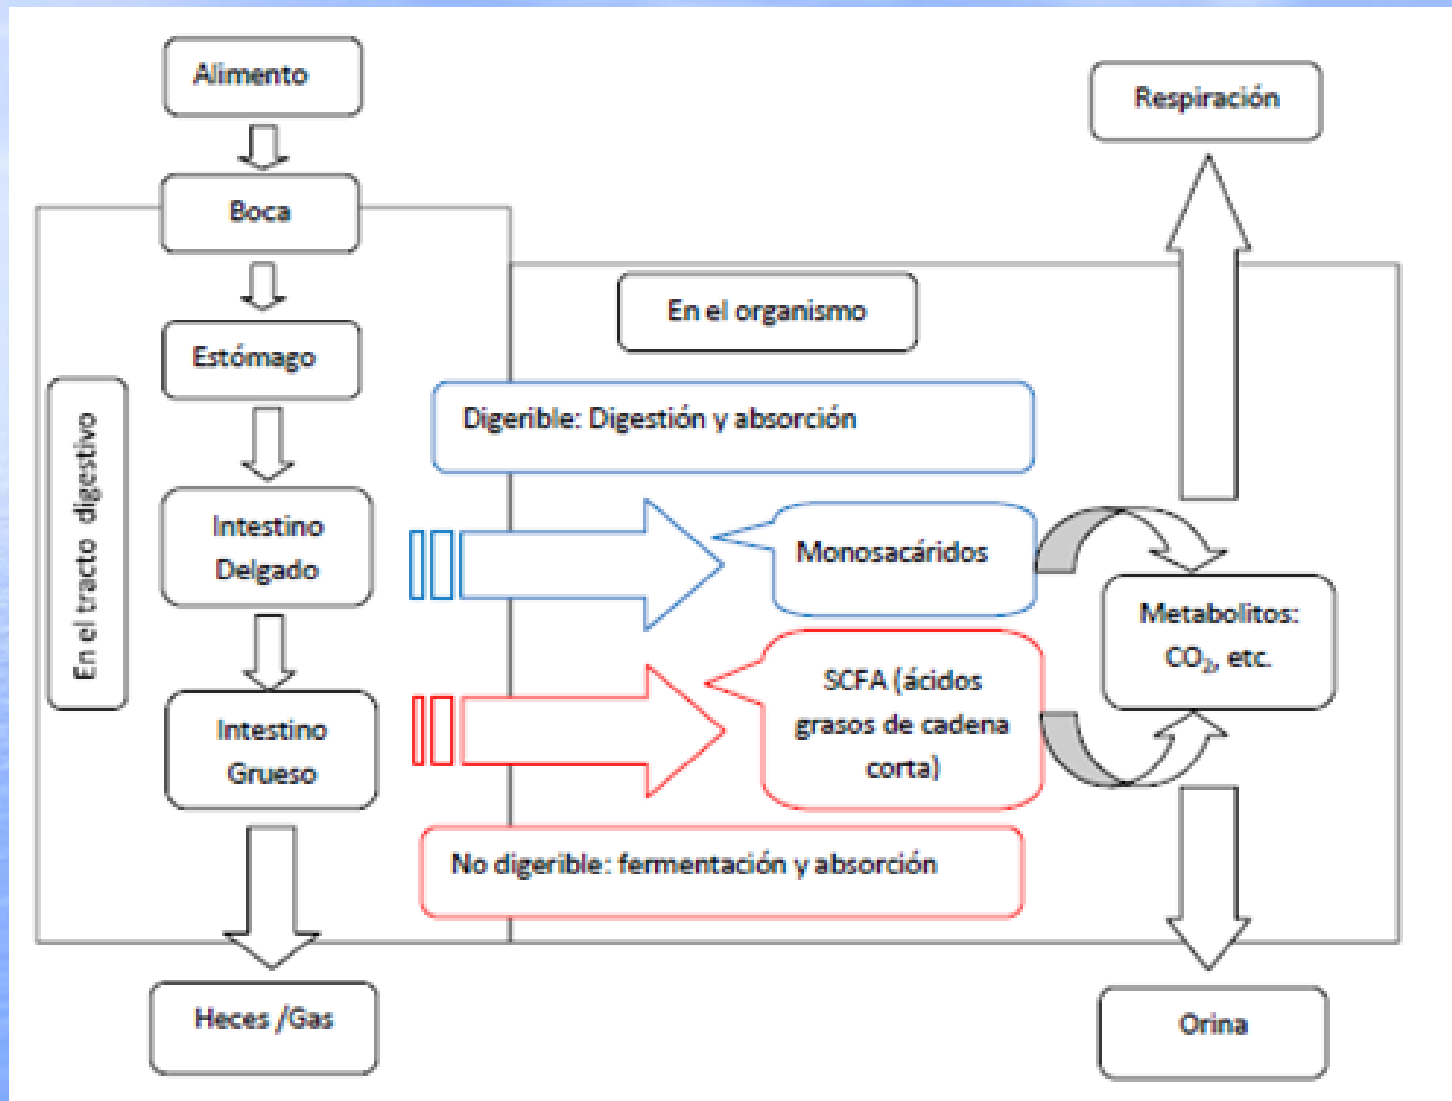 Alimento
Respiración
Boca
En el organismo
Estómago
En el tracto digestivo
Digerible: Digestión y absorción
Intestino
Delgado
Monosacáridos
Metabolitos:
CO₂, etc.
SCFA (ácidos
grasos de cadena
corta)
Intestino
Grueso
No digerible: fermentación y absorción
Heces /Gas
Orina